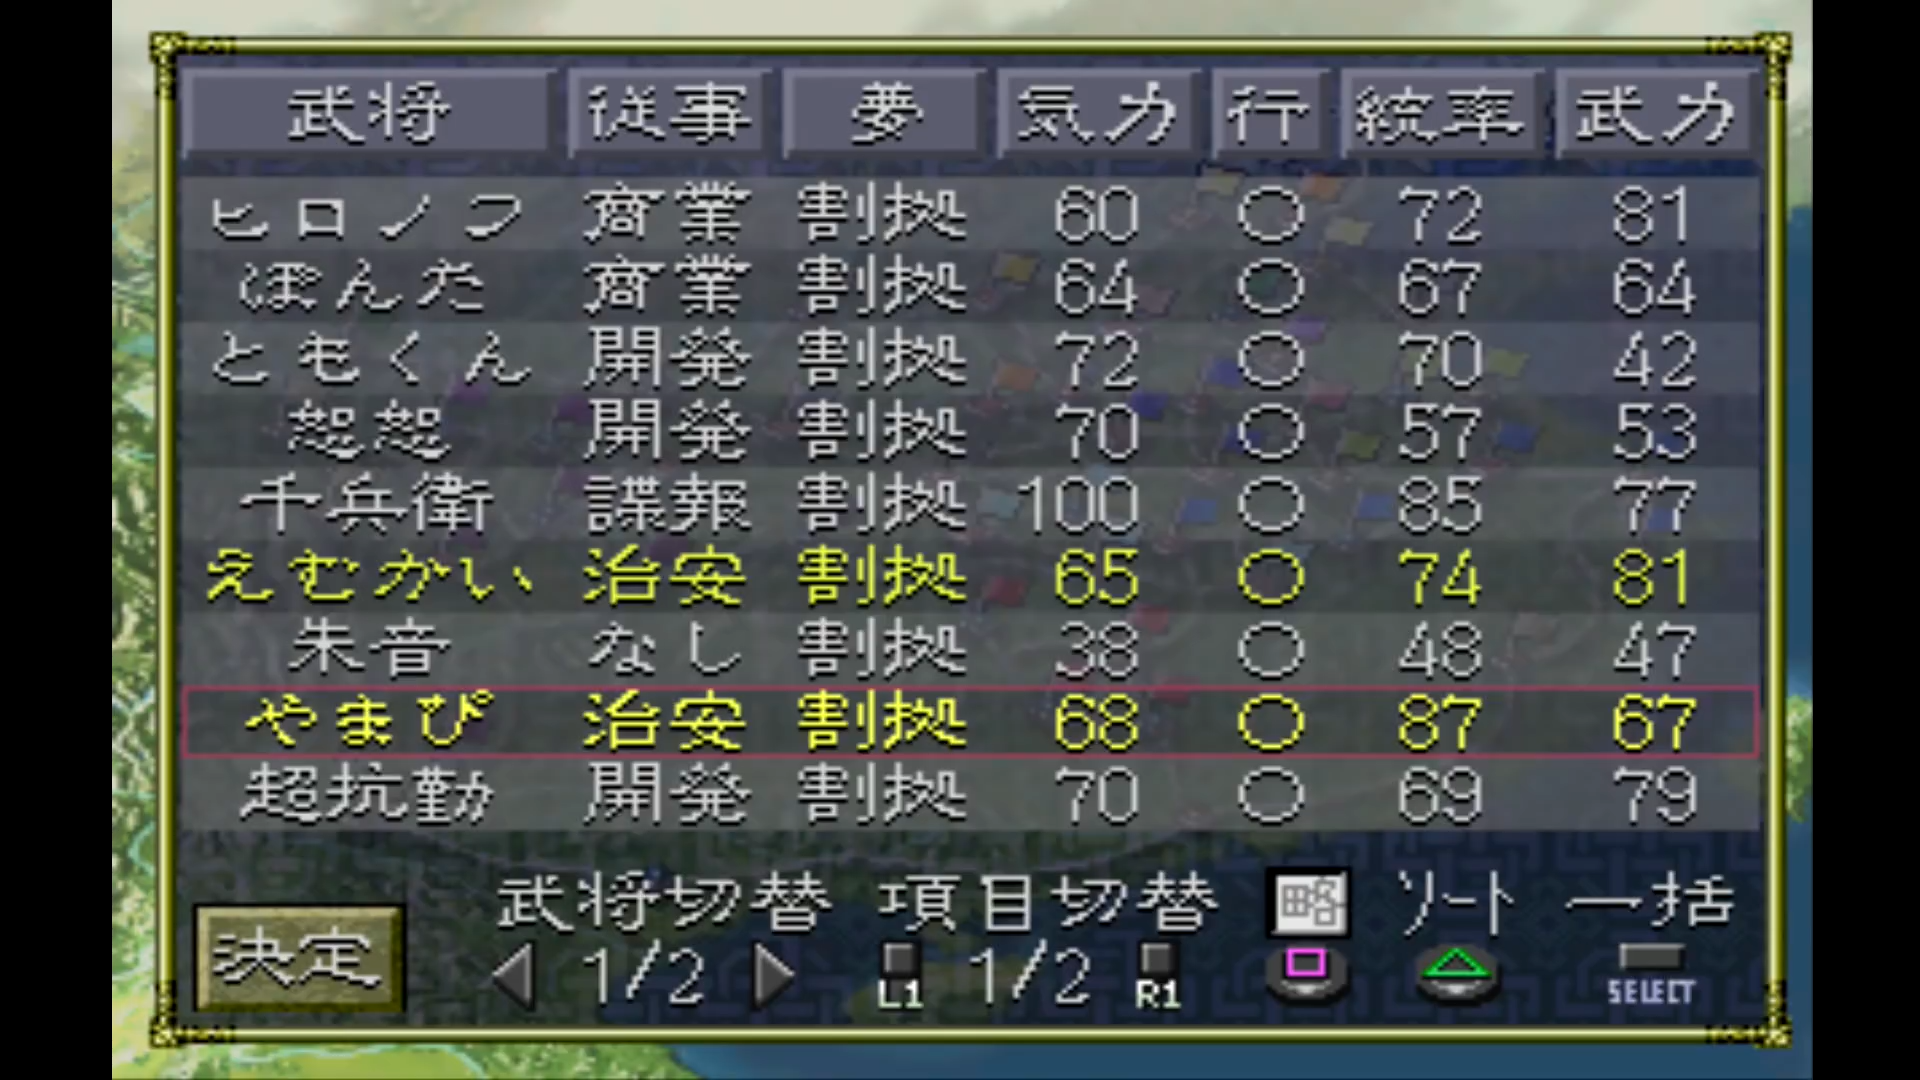 武将 従事 夢 気力 行 統率 武力
ヒロノフ 商業 割拠 60 ○ 72 81
ぽんた 商業 割拠 64 ○ 67 64
ともくん 開発 割拠 72 ○ 70 42
恕恕 開発 割拠 70 ○ 57 53
千兵衛 諜報 割拠 100 ○ 85 77
えむかい 治安 割拠 65 ○ 74 81
朱音 なし 割拠 38 ○ 48 47
やまぴ 治安 割拠 68 ○ 87 67
超抗勤 開発 割拠 70 ○ 69 79
武将切替 項目切替 ソート 一括
決定 1/2 L1 1/2 R1 SELECT